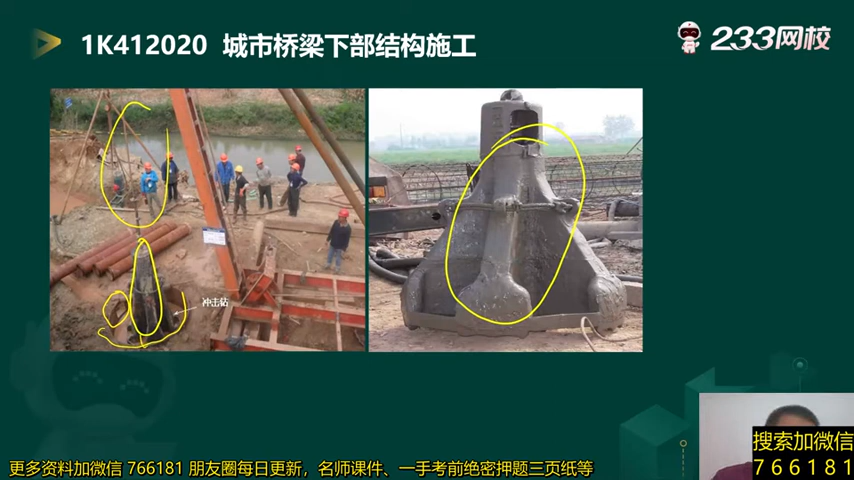 1K412020 城市桥梁下部结构施工
233网校
冲击钻
搜索加微信
766181
更多资料加微信 766181 朋友圈每日更新，名师课件、一手考前绝密押题三页纸等